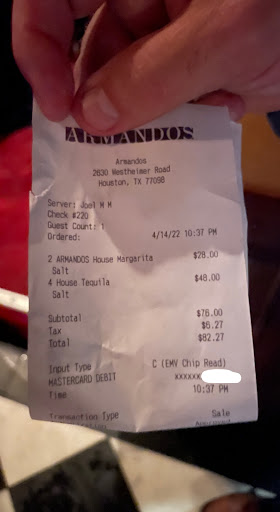 ARMANDOS
Armandos
2630 Westheimer Road
Houston, TX 77098
Server: Joel M M
Check #220
Guest Count: 1
Ordered: 4/14/22 10:37 PM
2 ARMANDOS House Margarita $28.00
Salt
4 House Tequila $48.00
Salt
Subtotal $76.00
Tax $6.27
Total $82.27
Input Type C (EMV Chip Read)
MASTERCARD DEBIT xxxxxx
Time 10:37 PM
Transaction Type Sale